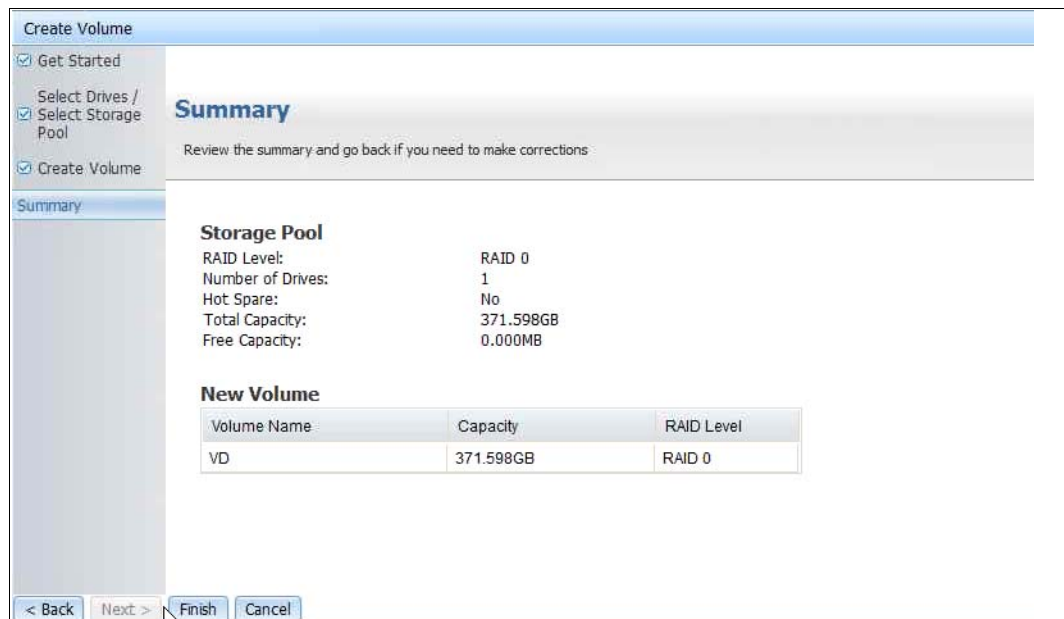 Create Volume
Get Started
Select Drives /
Select Storage
Pool
Create Volume
Summary
Summary
Review the summary and go back if you need to make corrections
Storage Pool
RAID Level: RAID 0
Number of Drives: 1
Hot Spare: No
Total Capacity: 371.598GB
Free Capacity: 0.000MB
New Volume
Volume Name Capacity RAID Level
VD 371.598GB RAID 0
< Back Next > Finish Cancel